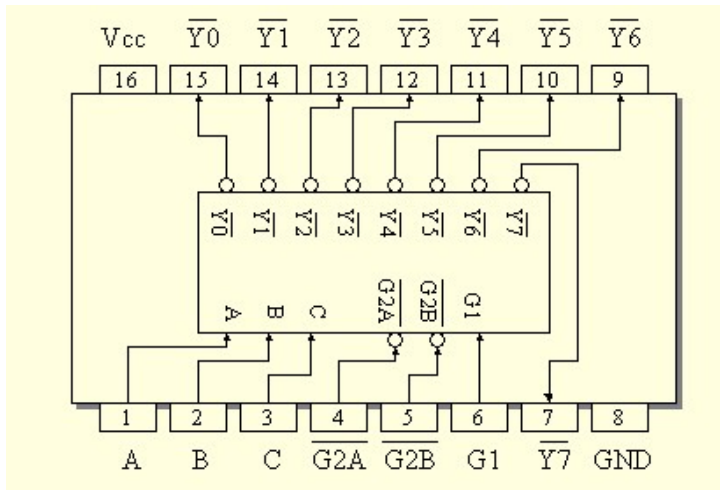 Vcc Y0 Y1 Y2 Y3 Y4 Y5 Y6
16 15 14 13 12 11 10 9
Y0 Y1 Y2 Y3 Y4 Y5 Y6 Y7
A B C G2A G2B G1
1 2 3 4 5 6 7 8
A B C G2A G2B G1 Y7 GND